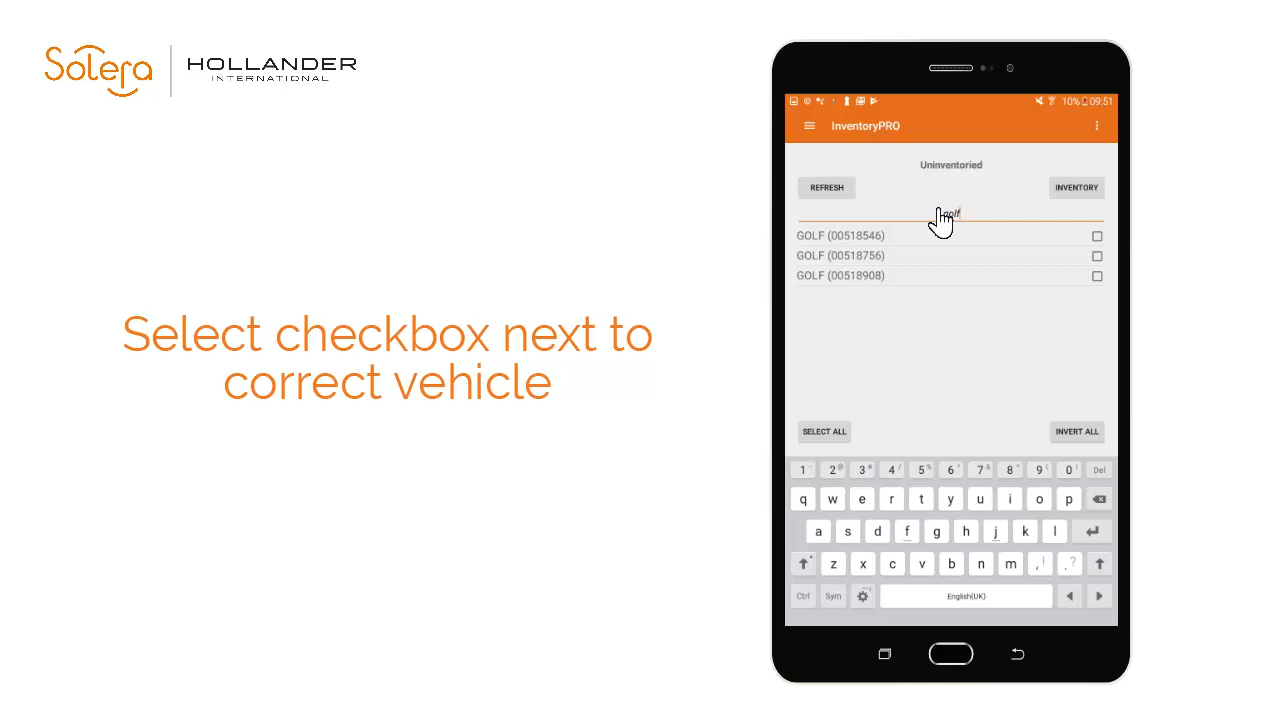 Solera
HOLLANDER
INTERNATIONAL
Select checkbox next to
correct vehicle
10% 09:51
InventoryPRO
Uninventoried
REFRESH
INVENTORY
golf
GOLF (00518546)
GOLF (00518756)
GOLF (00518908)
SELECT ALL
INVERT ALL
1 2 @ 3 # 4 / 5 % 6 7 & 8 * 9 ( 0 Del
q w e r t y u i o p
a s d f g h j k l
z x c v b n m , ! . ?
Ctrl Sym English(UK)